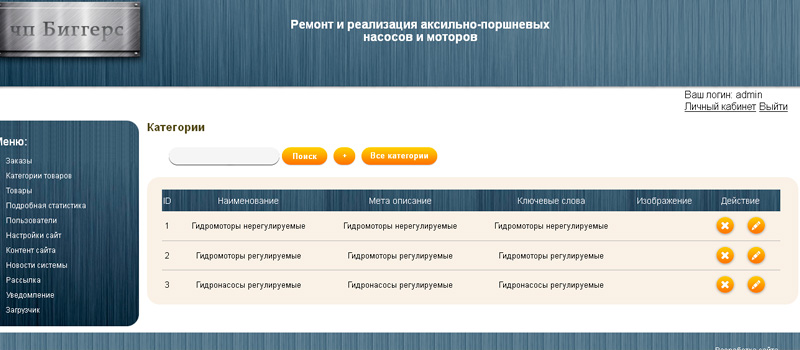 чп Биггерс
Ремонт и реализация аксильно-поршневых
насосов и моторов
Ваш логин: admin
Личный кабинет Выйти
Меню:
Заказы
Категории товаров
Товары
Подробная статистика
Пользователи
Настройки сайт
Контент сайта
Новости системы
Рассылка
Уведомление
Загрузчик
Категории
Поиск + Все категории
ID Наименование Мета описание Ключевые слова Изображение Действие
1 Гидромоторы нерегулируемые Гидромоторы нерегулируемые Гидромоторы нерегулируемые
2 Гидромоторы регулируемые Гидромоторы регулируемые Гидромоторы регулируемые
3 Гидронасосы регулируемые Гидронасосы регулируемые Гидронасосы регулируемые